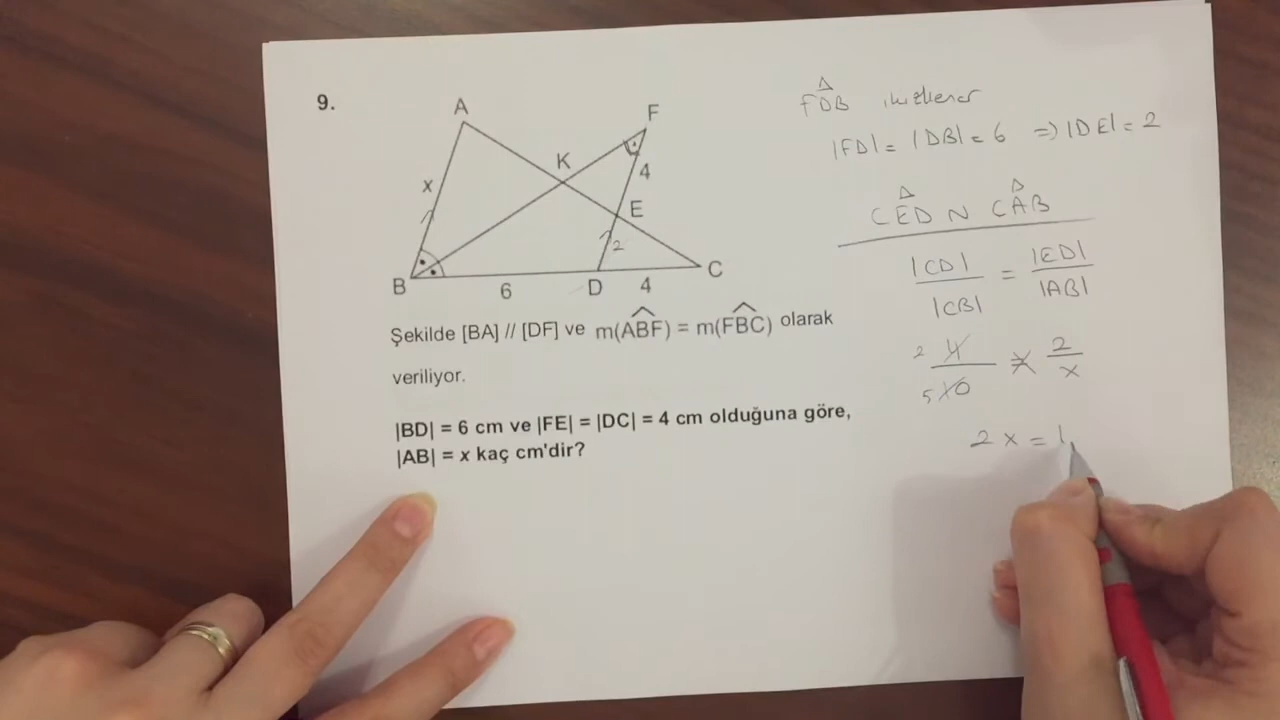 9.
A
F
K
x
4
E
2
B
6
D
4
C
Şekilde [BA] // [DF] ve m(ABF) = m(FBC) olarak
veriliyor.
|BD| = 6 cm ve |FE| = |DC| = 4 cm olduğuna göre,
|AB| = x kaç cm'dir?
FDB ikizkenar
|FD| = |DB| = 6 ⇒ |DE| = 2
CED ~ CAB
|CD| / |CB| = |ED| / |AB|
2 4 / 5 10 = 2 / x
2x = 1